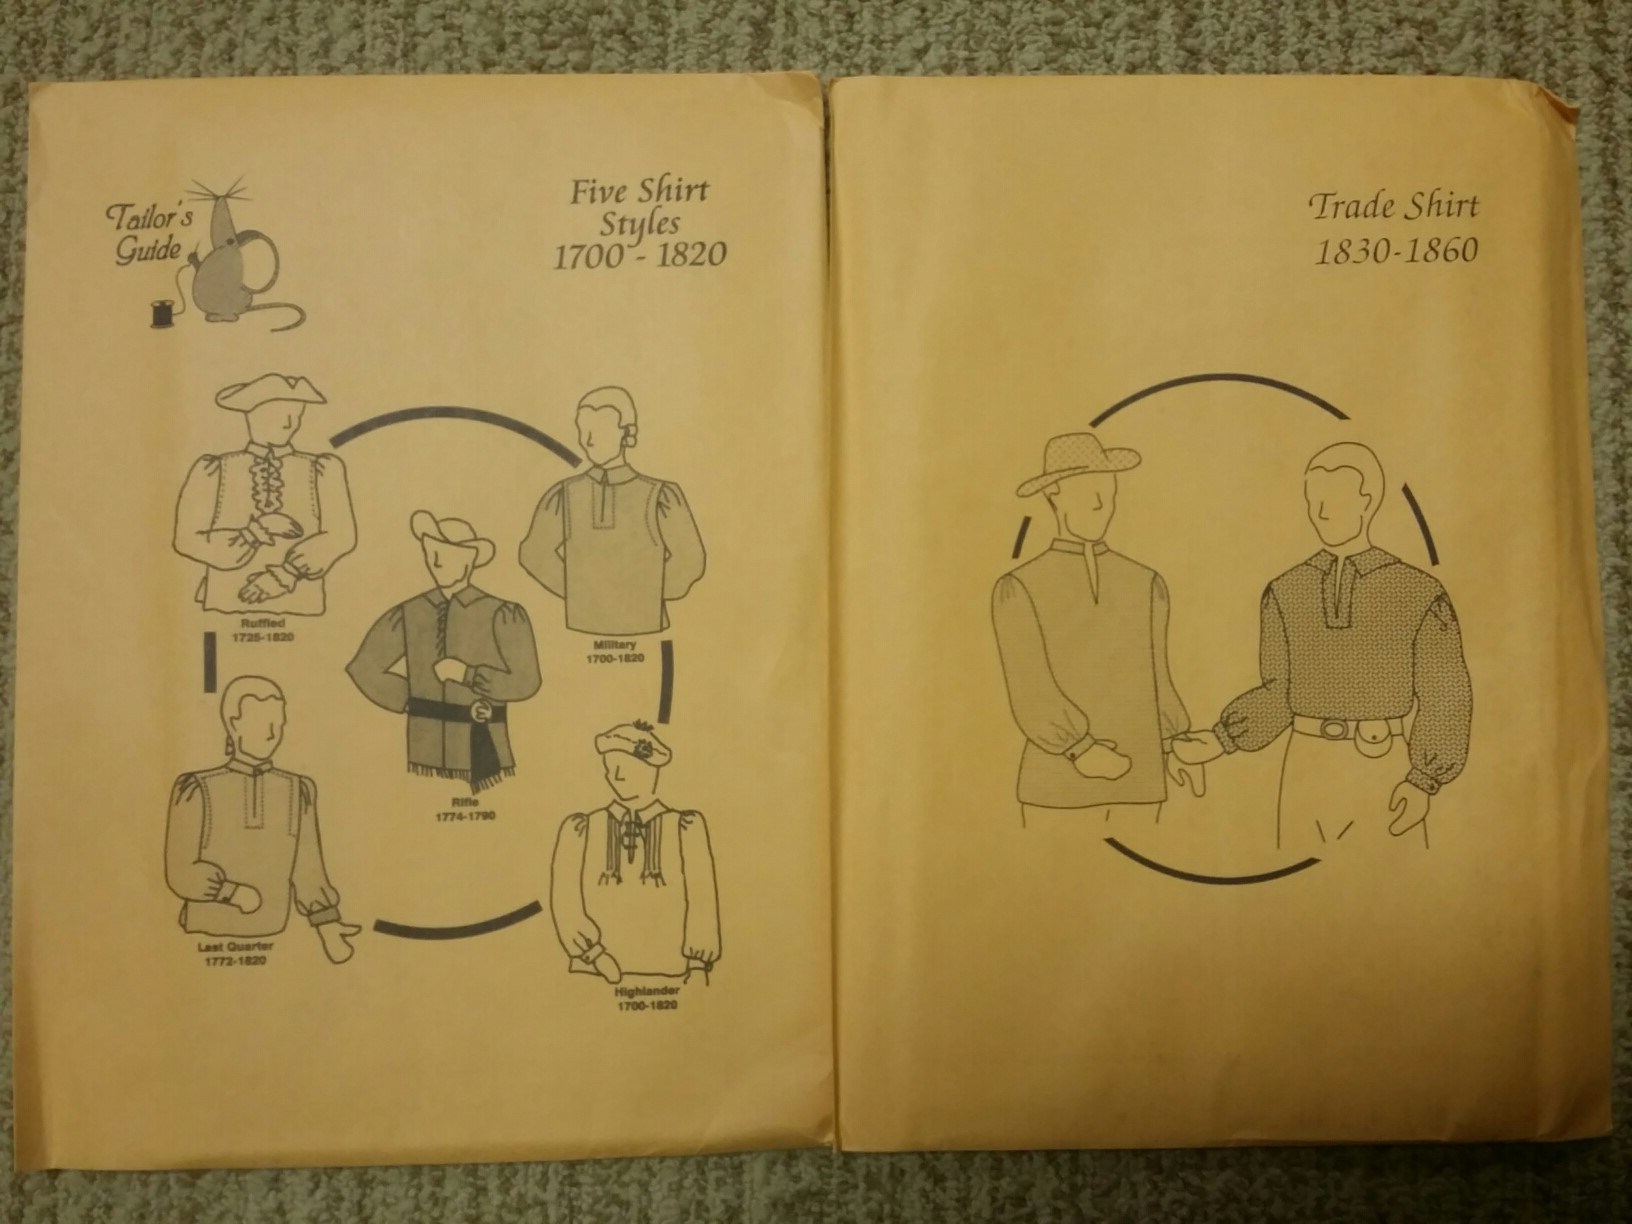 Tailor's
Guide
Five Shirt
Styles
1700 - 1820
Ruffled
1725-1820
Military
1700-1820
Rifle
1774-1790
Last Quarter
1772-1820
Highlander
1700-1820
Trade Shirt
1830-1860